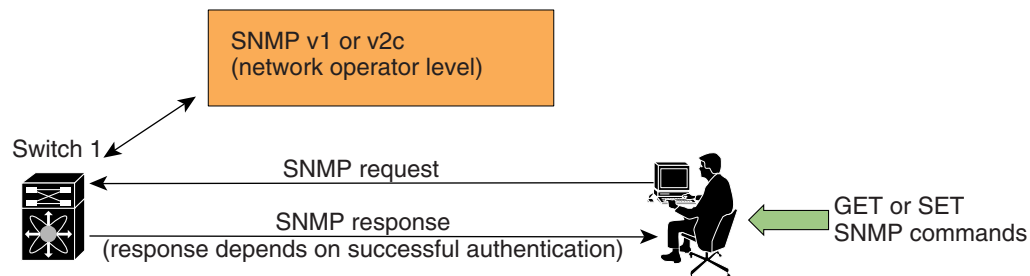 SNMP v1 or v2c
(network operator level)
Switch 1
SNMP request
SNMP response
(response depends on successful authentication)
GET or SET
SNMP commands